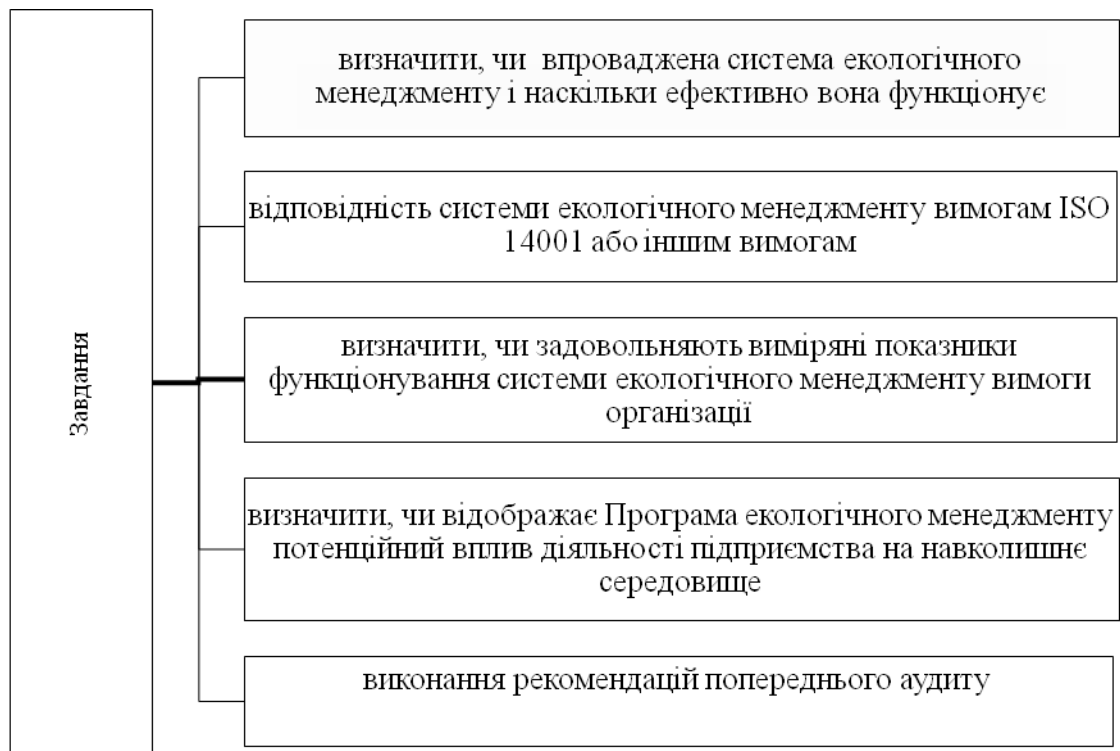 Завдання
визначити, чи впроваджена система екологічного
менеджменту і наскільки ефективно вона функціонує
відповідність системи екологічного менеджменту вимогам ISO
14001 або іншим вимогам
визначити, чи задовольняють виміряні показники
функціонування системи екологічного менеджменту вимоги
організації
визначити, чи відображає Програма екологічного менеджменту
потенційний вплив діяльності підприємства на навколишнє
середовище
виконання рекомендацій попереднього аудиту